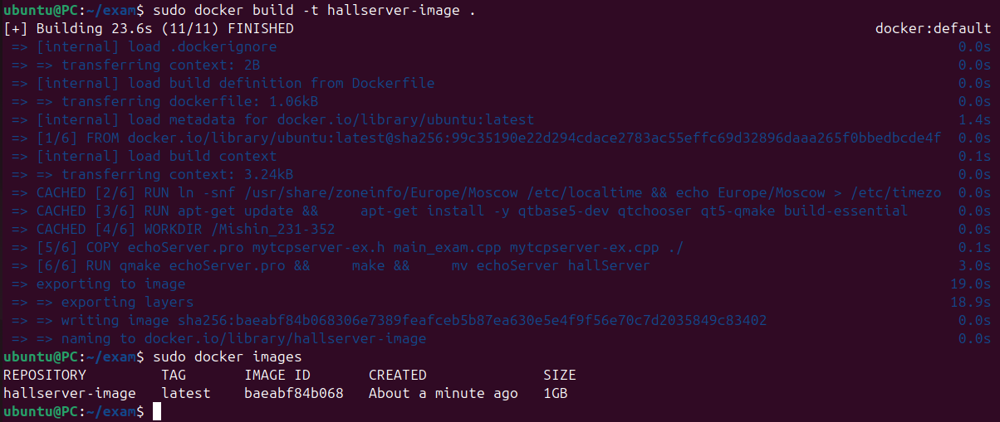 ubuntu@PC:~/exam$ sudo docker build -t hallserver-image .
[+] Building 23.6s (11/11) FINISHED docker:default
=> [internal] load .dockerignore 0.0s
=> => transferring context: 2B 0.0s
=> [internal] load build definition from Dockerfile 0.0s
=> => transferring dockerfile: 1.06kB 0.0s
=> [internal] load metadata for docker.io/library/ubuntu:latest 1.4s
=> [1/6] FROM docker.io/library/ubuntu:latest@sha256:99c35190e22d294cdace2783ac55effc69d32896daaa265f0bbedbcde4f 0.0s
=> [internal] load build context 0.1s
=> => transferring context: 3.24kB 0.0s
=> CACHED [2/6] RUN ln -snf /usr/share/zoneinfo/Europe/Moscow /etc/localtime && echo Europe/Moscow > /etc/timezo 0.0s
=> CACHED [3/6] RUN apt-get update && apt-get install -y qtbase5-dev qtchooser qt5-qmake build-essential 0.0s
=> CACHED [4/6] WORKDIR /Mishin_231-352 0.0s
=> [5/6] COPY echoServer.pro mytcpserver-ex.h main_exam.cpp mytcpserver-ex.cpp ./ 0.1s
=> [6/6] RUN qmake echoServer.pro && make && mv echoServer hallServer 3.0s
=> exporting to image 19.0s
=> => exporting layers 18.9s
=> => writing image sha256:baeabf84b068306e7389feafceb5b87ea630e5e4f9f56e70c7d2035849c83402 0.0s
=> => naming to docker.io/library/hallserver-image 0.0s
ubuntu@PC:~/exam$ sudo docker images
REPOSITORY TAG IMAGE ID CREATED SIZE
hallserver-image latest baeabf84b068 About a minute ago 1GB
ubuntu@PC:~/exam$